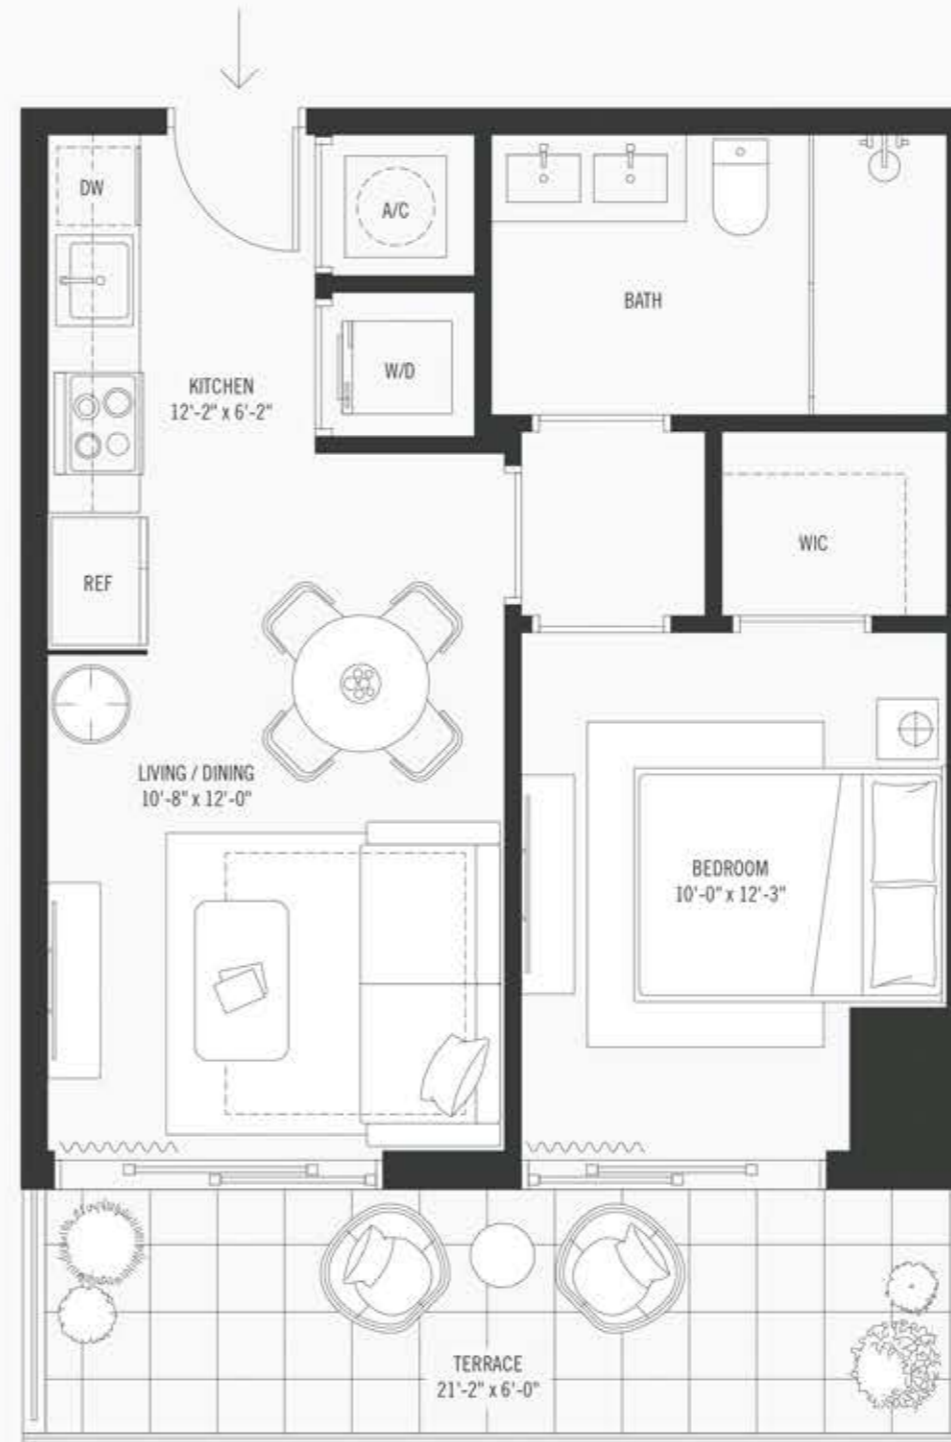 DW
A/C
BATH
W/D
KITCHEN
12'-2" x 6'-2"
WIC
REF
LIVING / DINING
10'-8" x 12'-0"
BEDROOM
10'-0" x 12'-3"
TERRACE
21'-2" x 6'-0"